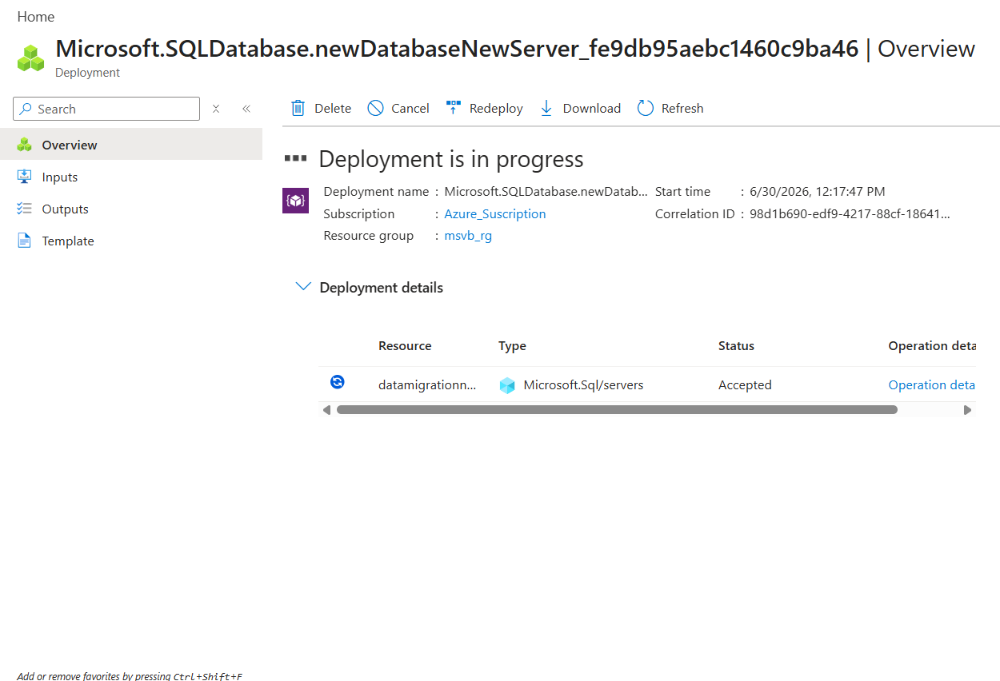 Home
Microsoft.SQLDatabase.newDatabaseNewServer_fe9db95aebc1460c9ba46 | Overview
Deployment
Search
Delete Cancel Redeploy Download Refresh
Overview
Inputs
Outputs
Template
Deployment is in progress
Deployment name : Microsoft.SQLDatabase.newDatab... Start time : 6/30/2026, 12:17:47 PM
Subscription : Azure_Suscription Correlation ID : 98d1b690-edf9-4217-88cf-18641...
Resource group : msvb_rg
Deployment details
Resource Type Status Operation deta
datamigrationn... Microsoft.Sql/servers Accepted Operation deta
Add or remove favorites by pressing Ctrl+Shift+F